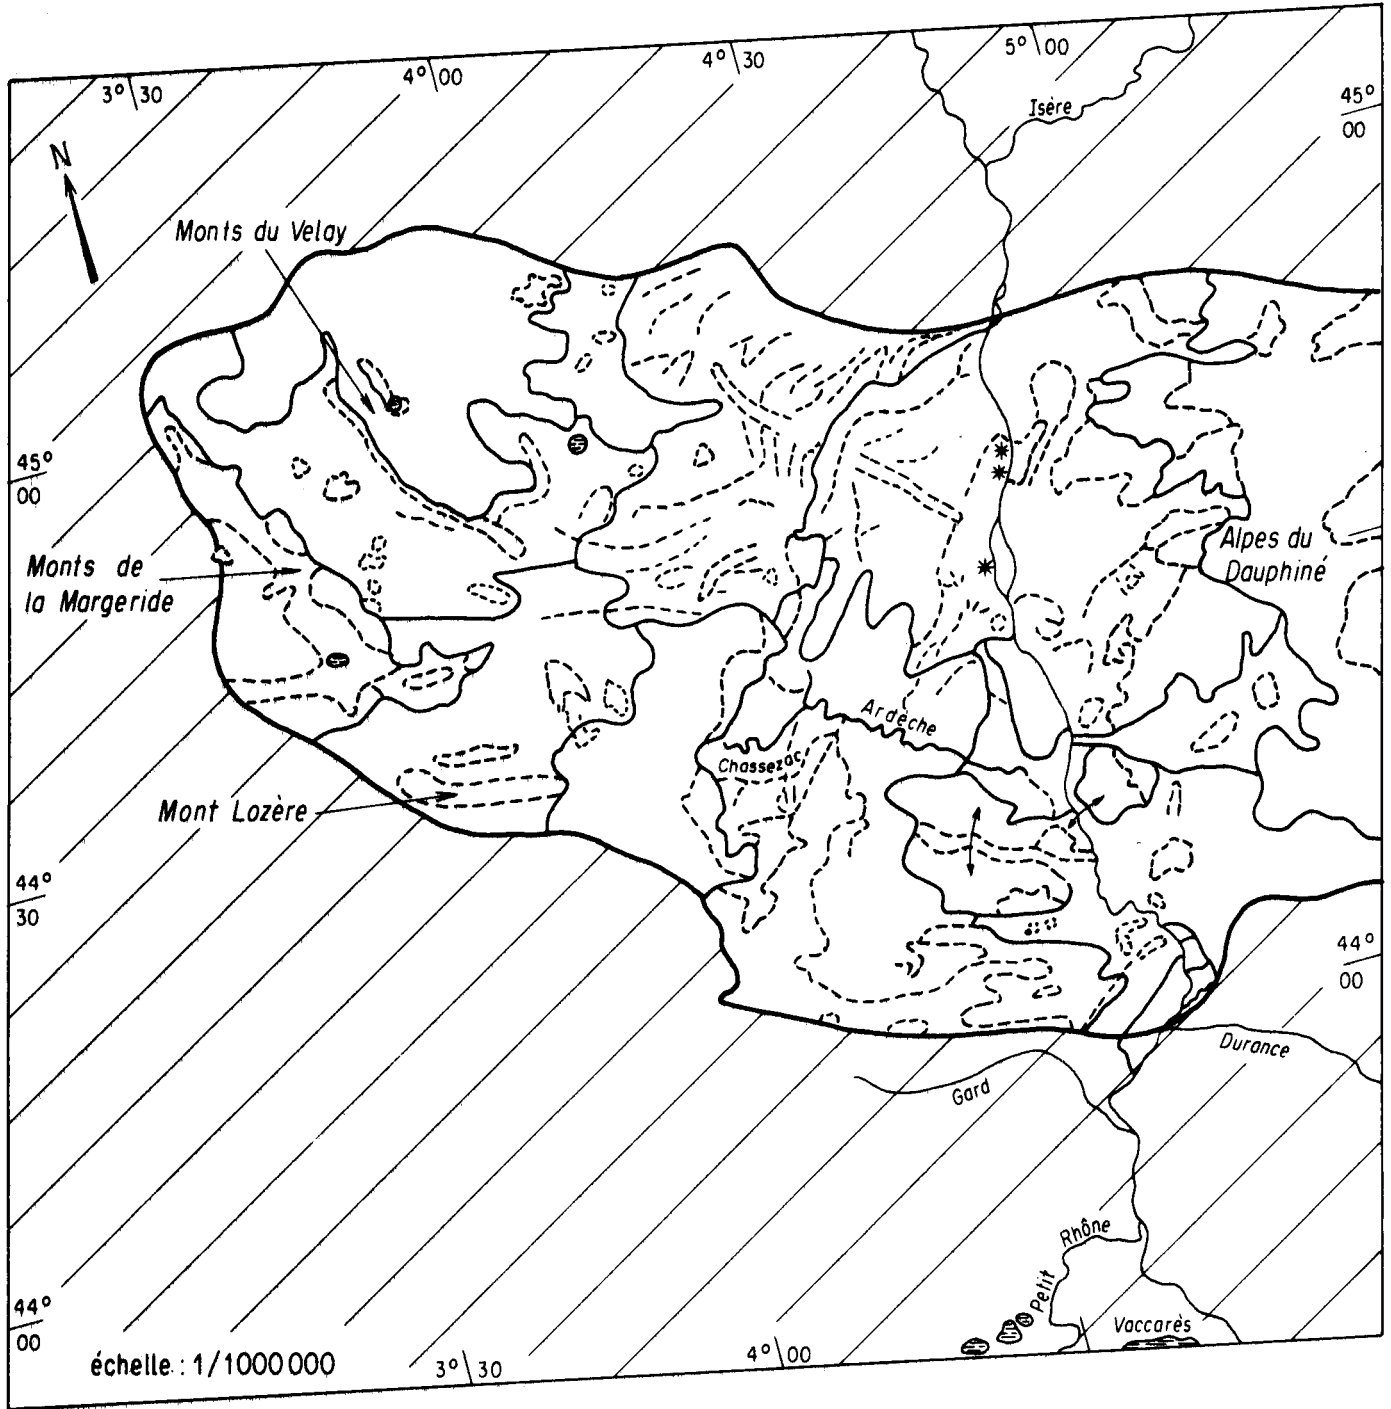 3° 30
4° 00
4° 30
5° 00
45°
00
Isère
N
Monts du Velay
45°
00
Monts de
la Margeride
Alpes du
Dauphiné
Ardèche
Chassezac
Mont Lozère
44°
30
44°
00
Durance
Gard
Rhône
Petit
Vaccarès
44°
00
échelle : 1/1000000
3° 30
4° 00